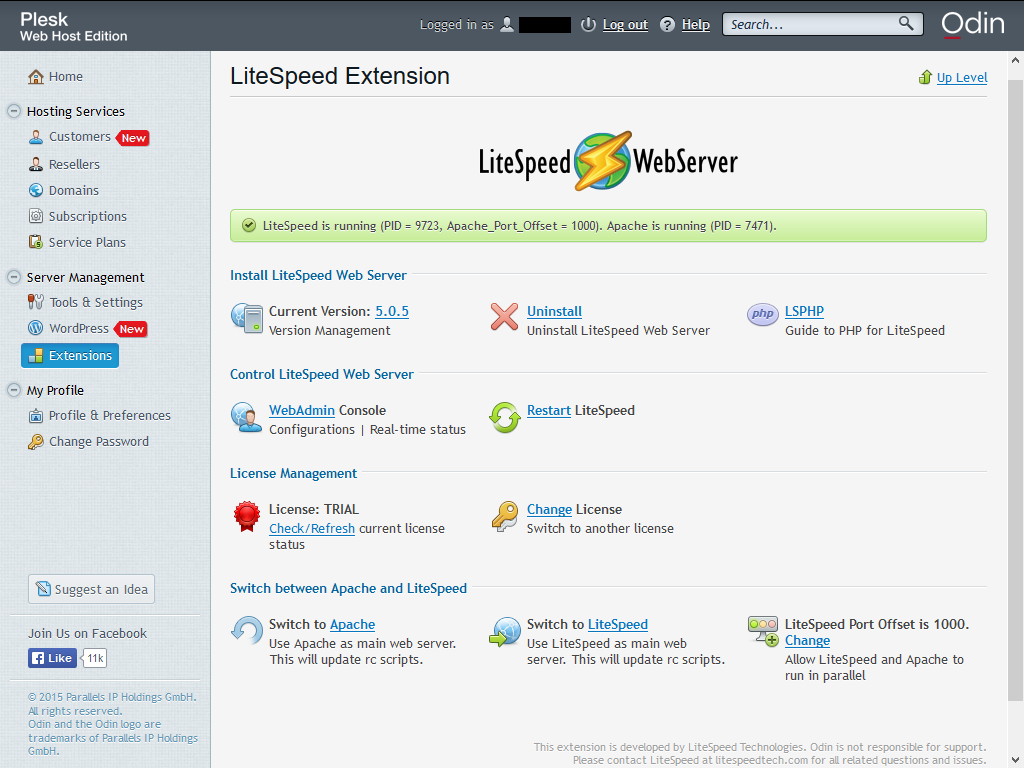 Plesk
Web Host Edition
Logged in as
Log out
Help
Search...
Odin
Home
Hosting Services
Customers New
Resellers
Domains
Subscriptions
Service Plans
Server Management
Tools & Settings
WordPress New
Extensions
My Profile
Profile & Preferences
Change Password
Suggest an Idea
Join Us on Facebook
Like 11k
© 2015 Parallels IP Holdings GmbH.
All rights reserved.
Odin and the Odin logo are
trademarks of Parallels IP Holdings
GmbH.
LiteSpeed Extension
Up Level
LiteSpeed WebServer
LiteSpeed is running (PID = 9723, Apache_Port_Offset = 1000). Apache is running (PID = 7471).
Install LiteSpeed Web Server
Current Version: 5.0.5
Version Management
Uninstall
Uninstall LiteSpeed Web Server
php
LSPHP
Guide to PHP for LiteSpeed
Control LiteSpeed Web Server
WebAdmin Console
Configurations | Real-time status
Restart LiteSpeed
License Management
License: TRIAL
Check/Refresh current license
status
Change License
Switch to another license
Switch between Apache and LiteSpeed
Switch to Apache
Use Apache as main web server.
This will update rc scripts.
Switch to LiteSpeed
Use LiteSpeed as main web
server. This will update rc scripts.
LiteSpeed Port Offset is 1000.
Change
Allow LiteSpeed and Apache to
run in parallel
This extension is developed by LiteSpeed Technologies. Odin is not responsible for support.
Please contact LiteSpeed at litespeedtech.com for all related questions and issues.